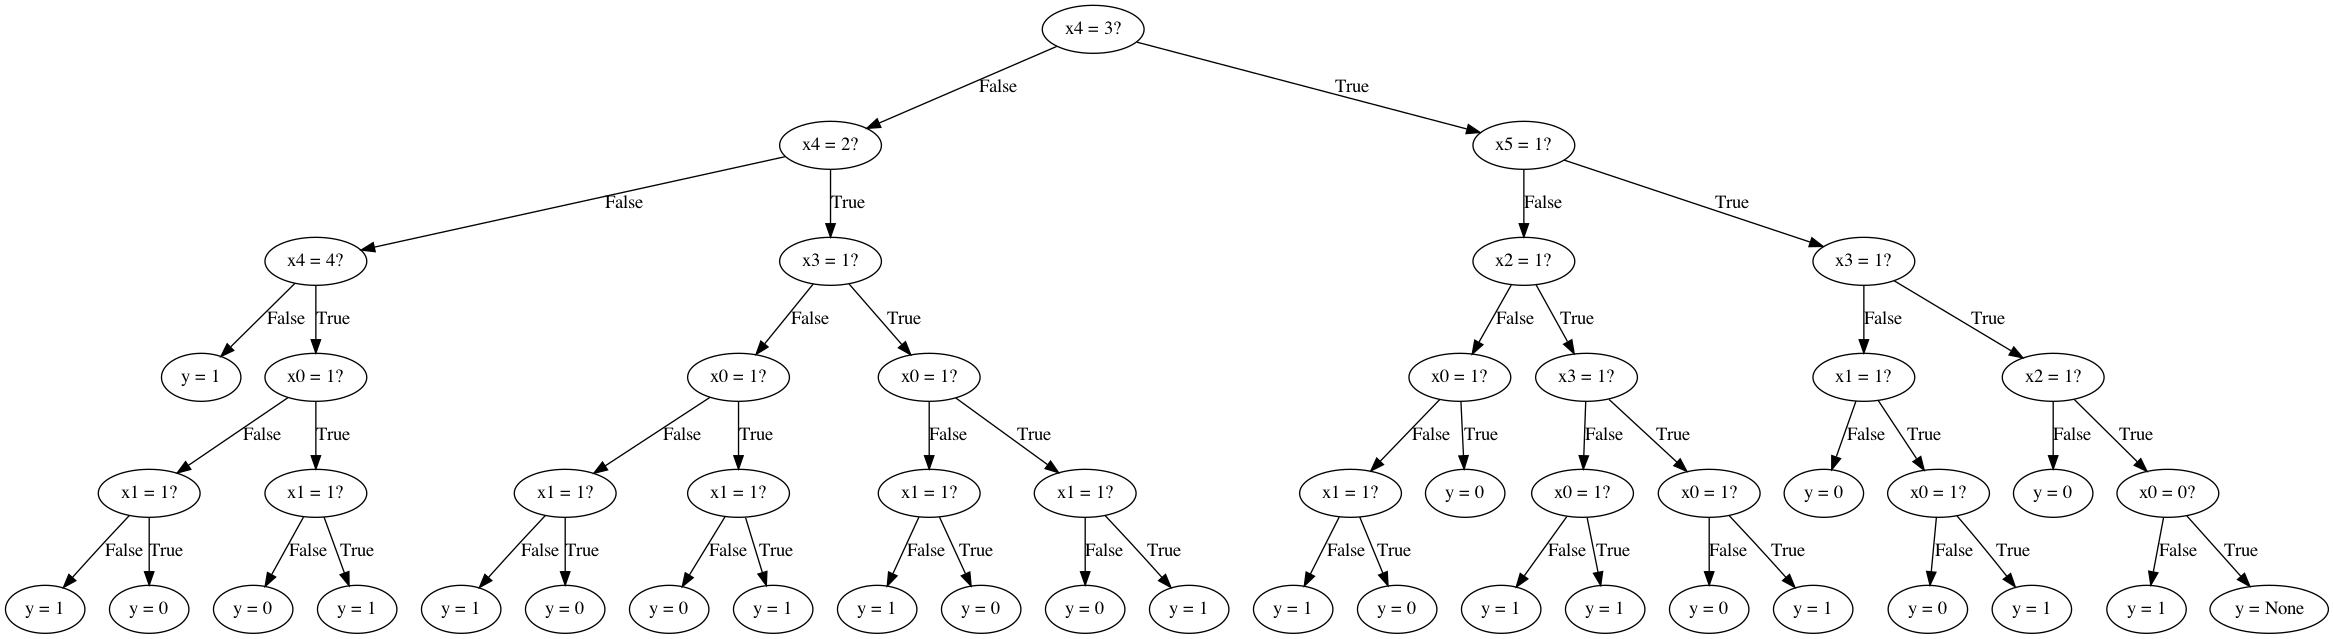 x4 = 3?
False
True
x4 = 2?
x5 = 1?
False
True
False
True
x4 = 4?
x3 = 1?
x2 = 1?
x3 = 1?
False
True
False
True
False
True
False
True
y = 1
x0 = 1?
x0 = 1?
x0 = 1?
x0 = 1?
x3 = 1?
x1 = 1?
x2 = 1?
False
True
False
True
False
True
False
True
False
True
False
True
False
True
x1 = 1?
x1 = 1?
x1 = 1?
x1 = 1?
x1 = 1?
x1 = 1?
x1 = 1?
y = 0
x0 = 1?
x0 = 1?
y = 0
x0 = 1?
y = 0
x0 = 0?
False
True
False
True
False
True
False
True
False
True
False
True
False
True
False
True
False
True
False
True
False
True
y = 1
y = 0
y = 0
y = 1
y = 1
y = 0
y = 0
y = 1
y = 1
y = 0
y = 0
y = 1
y = 1
y = 0
y = 1
y = 1
y = 0
y = 1
y = 0
y = 1
y = 1
y = None